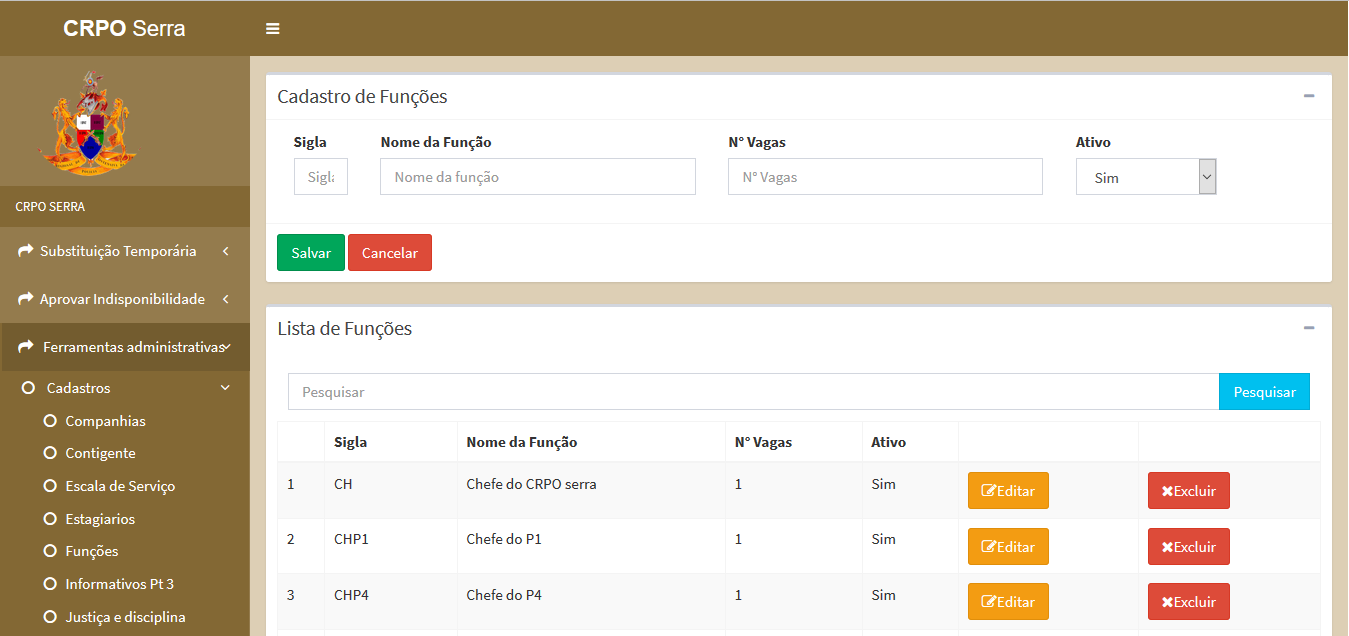 CRPO Serra
CRPO SERRA
Substituição Temporária
Aprovar Indisponibilidade
Ferramentas administrativas
Cadastros
Companhias
Contigente
Escala de Serviço
Estagiarios
Funções
Informativos Pt 3
Justiça e disciplina
Cadastro de Funções
Sigla Nome da Função N° Vagas Ativo
Sigla Nome da função N° Vagas Sim
Salvar Cancelar
Lista de Funções
Pesquisar Pesquisar
Sigla Nome da Função N° Vagas Ativo
1 CH Chefe do CRPO serra 1 Sim Editar Excluir
2 CHP1 Chefe do P1 1 Sim Editar Excluir
3 CHP4 Chefe do P4 1 Sim Editar Excluir